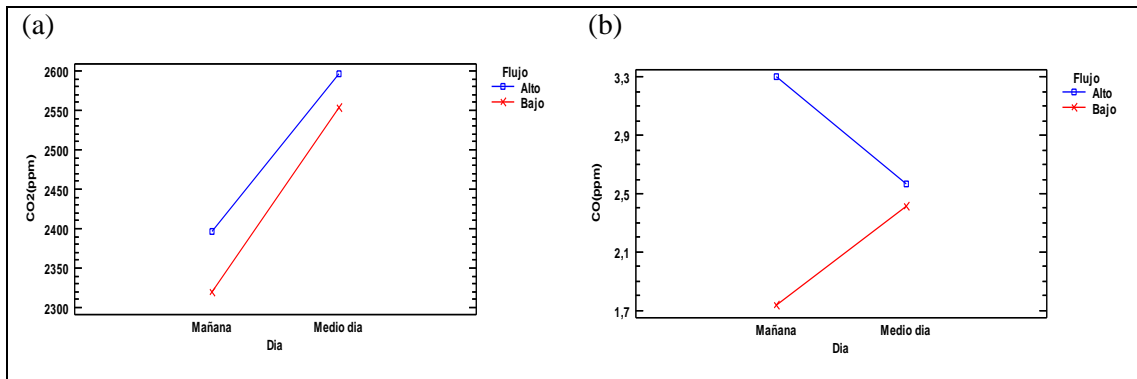 (a)
2600
2550
2500
2450
2400
2350
2300
CO2(ppm)
Mañana
Medio dia
Dia
Flujo
Alto
Bajo
(b)
3,3
2,9
2,5
2,1
1,7
CO(ppm)
Mañana
Medio dia
Dia
Flujo
Alto
Bajo